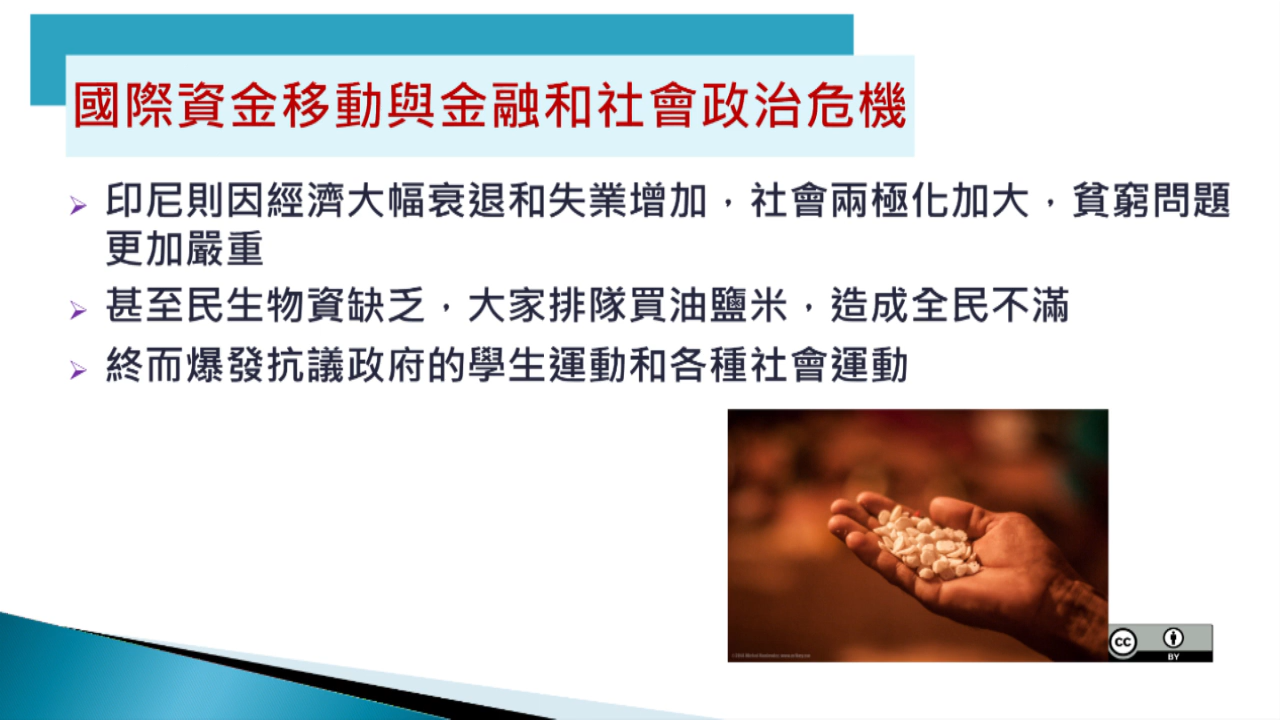 國際資金移動與金融和社會政治危機
印尼則因經濟大幅衰退和失業增加，社會兩極化加大，貧窮問題
更加嚴重
甚至民生物資缺乏，大家排隊買油鹽米，造成全民不滿
終而爆發抗議政府的學生運動和各種社會運動
CC
BY